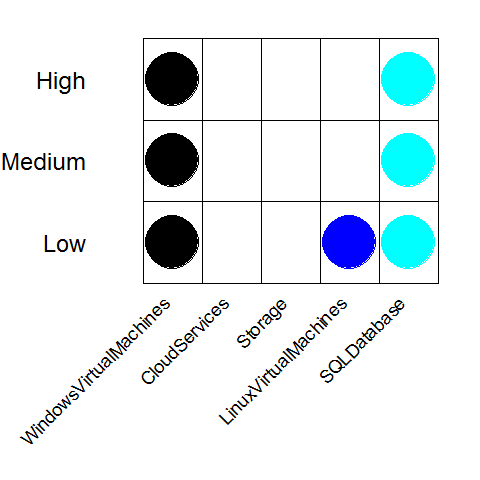 High
Medium
Low
WindowsVirtualMachines
CloudServices
Storage
LinuxVirtualMachines
SQLDatabase